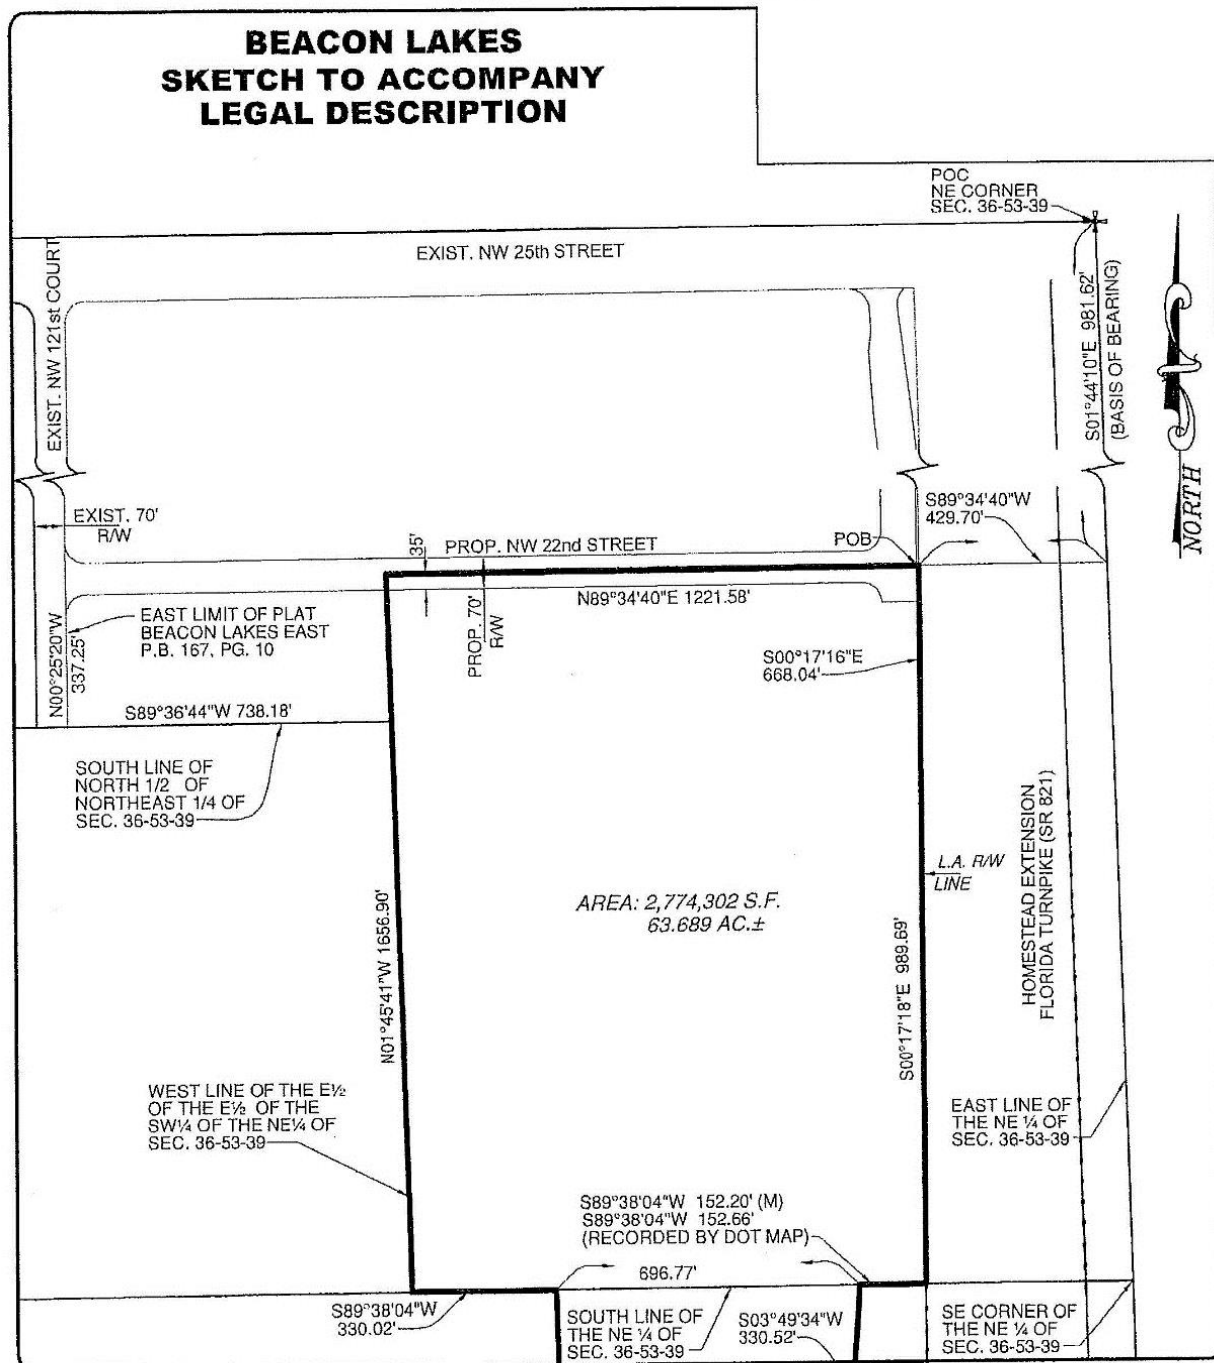 BEACON LAKES
SKETCH TO ACCOMPANY
LEGAL DESCRIPTION
POC
NE CORNER
SEC. 36-53-39
EXIST. NW 25th STREET
EXIST. NW 121st COURT
S01°44'10"E 981.62'
(BASIS OF BEARING)
NORTH
EXIST. 70'
R/W
35'
PROP. NW 22nd STREET
POB
S89°34'40"W
429.70'
N89°34'40"E 1221.58'
PROP. 70'
R/W
EAST LIMIT OF PLAT
BEACON LAKES EAST
P.B. 167, PG. 10
N00°25'20"W
337.25'
S00°17'16"E
668.04'
S89°36'44"W 738.18'
SOUTH LINE OF
NORTH 1/2 OF
NORTHEAST 1/4 OF
SEC. 36-53-39
L.A. R/W
LINE
HOMESTEAD EXTENSION
FLORIDA TURNPIKE (SR 821)
AREA: 2,774,302 S.F.
63.689 AC.±
N01°45'41"W 1656.90'
S00°17'18"E 989.69'
WEST LINE OF THE E½
OF THE E½ OF THE
SW¼ OF THE NE¼ OF
SEC. 36-53-39
EAST LINE OF
THE NE ¼ OF
SEC. 36-53-39
S89°38'04"W 152.20' (M)
S89°38'04"W 152.66'
(RECORDED BY DOT MAP)
696.77'
S89°38'04"W
330.02'
SOUTH LINE OF
THE NE ¼ OF
SEC. 36-53-39
S03°49'34"W
330.52'
SE CORNER OF
THE NE ¼ OF
SEC. 36-53-39